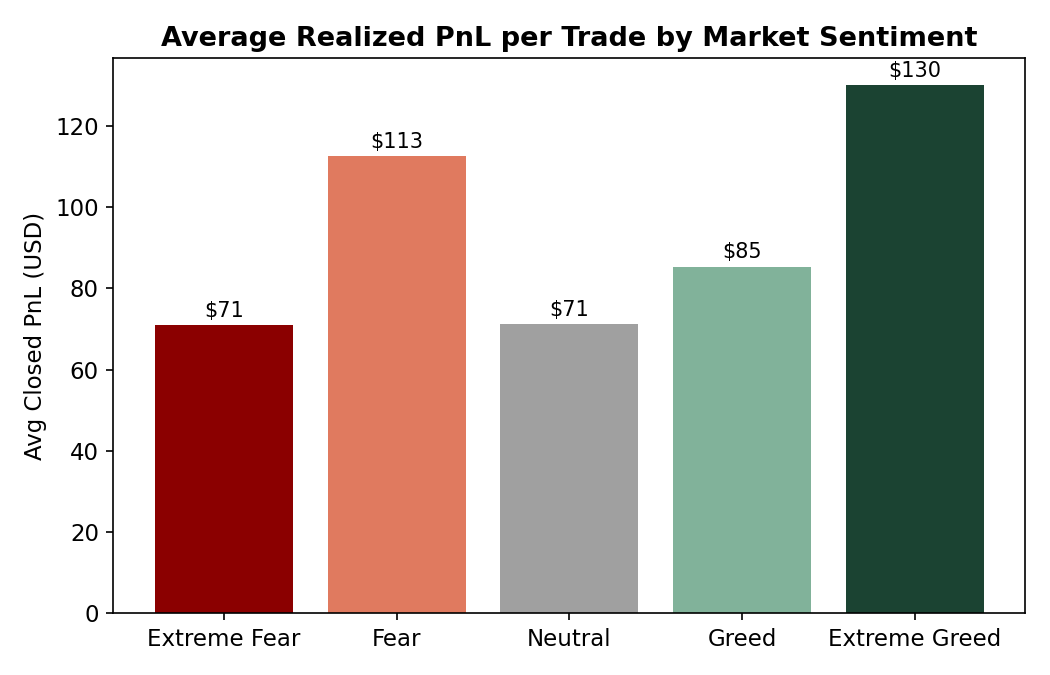 Average Realized PnL per Trade by Market Sentiment
Avg Closed PnL (USD)
120
100
80
60
40
20
0
$71
$113
$71
$85
$130
Extreme Fear
Fear
Neutral
Greed
Extreme Greed